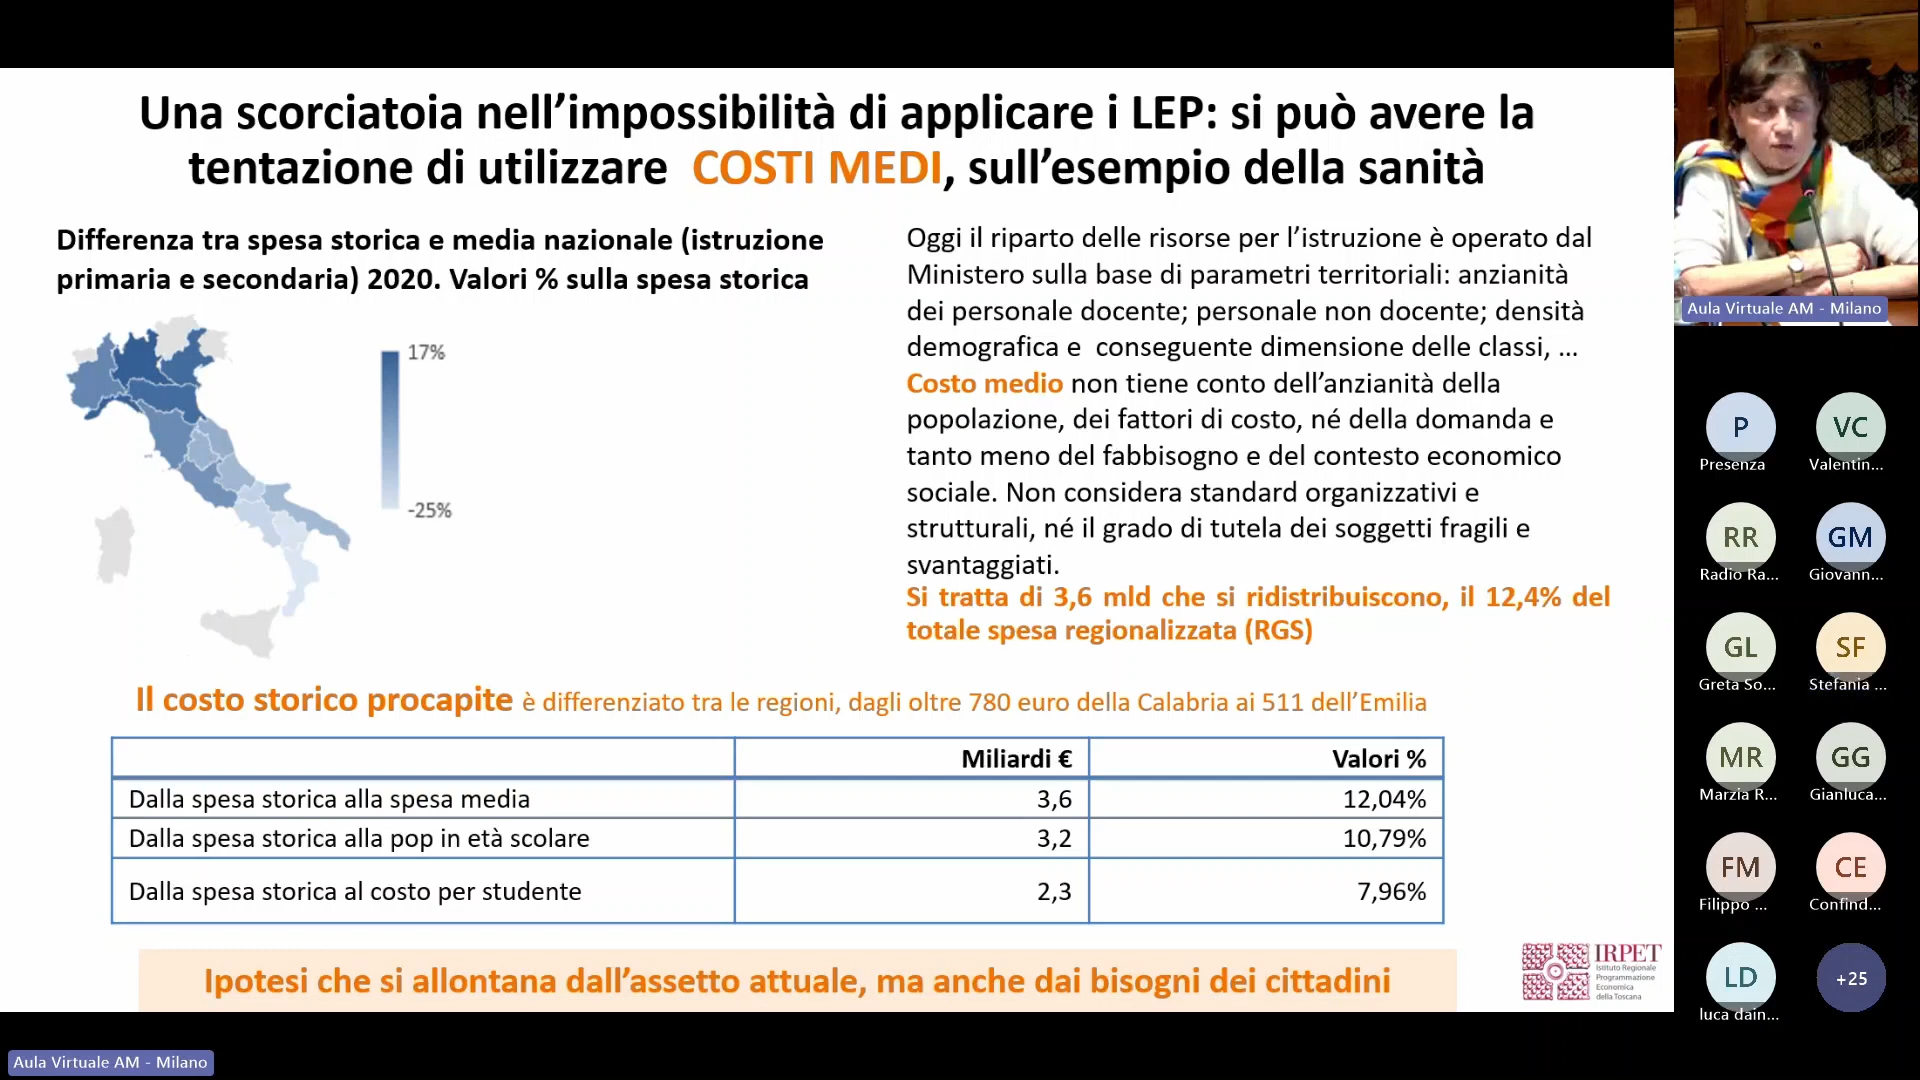 Una scorciatoia nell’impossibilità di applicare i LEP: si può avere la
tentazione di utilizzare COSTI MEDI, sull’esempio della sanità
Differenza tra spesa storica e media nazionale (istruzione
primaria e secondaria) 2020. Valori % sulla spesa storica
17%
-25%
Oggi il riparto delle risorse per l’istruzione è operato dal
Ministero sulla base di parametri territoriali: anzianità
dei personale docente; personale non docente; densità
demografica e conseguente dimensione delle classi, ...
Costo medio non tiene conto dell’anzianità della
popolazione, dei fattori di costo, né della domanda e
tanto meno del fabbisogno e del contesto economico
sociale. Non considera standard organizzativi e
strutturali, né il grado di tutela dei soggetti fragili e
svantaggiati.
Si tratta di 3,6 mld che si ridistribuiscono, il 12,4% del
totale spesa regionalizzata (RGS)
Il costo storico procapite è differenziato tra le regioni, dagli oltre 780 euro della Calabria ai 511 dell’Emilia
Miliardi € Valori %
Dalla spesa storica alla spesa media 3,6 12,04%
Dalla spesa storica alla pop in età scolare 3,2 10,79%
Dalla spesa storica al costo per studente 2,3 7,96%
Ipotesi che si allontana dall’assetto attuale, ma anche dai bisogni dei cittadini
IRPET
Istituto Regionale
Programmazione
Economica
della Toscana
Aula Virtuale AM - Milano
P VC
Presenza Valentin...
RR GM
Radio Ra... Giovann...
GL SF
Greta So... Stefania ...
MR GG
Marzia R... Gianluca...
FM CE
Filippo ... Confind...
LD +25
luca dain...
Aula Virtuale AM - Milano